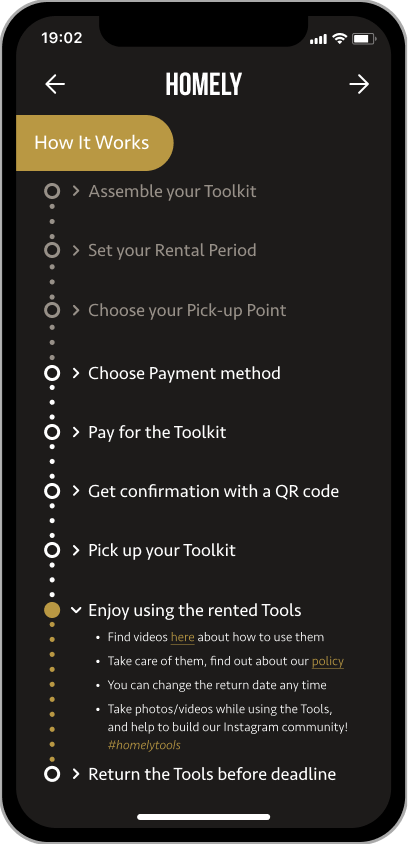 19:02
HOMELY
How It Works
Assemble your Toolkit
Set your Rental Period
Choose your Pick-up Point
Choose Payment method
Pay for the Toolkit
Get confirmation with a QR code
Pick up your Toolkit
Enjoy using the rented Tools
• Find videos here about how to use them
• Take care of them, find out about our policy
• You can change the return date any time
• Take photos/videos while using the Tools,
and help to build our Instagram community!
#homelytools
Return the Tools before deadline